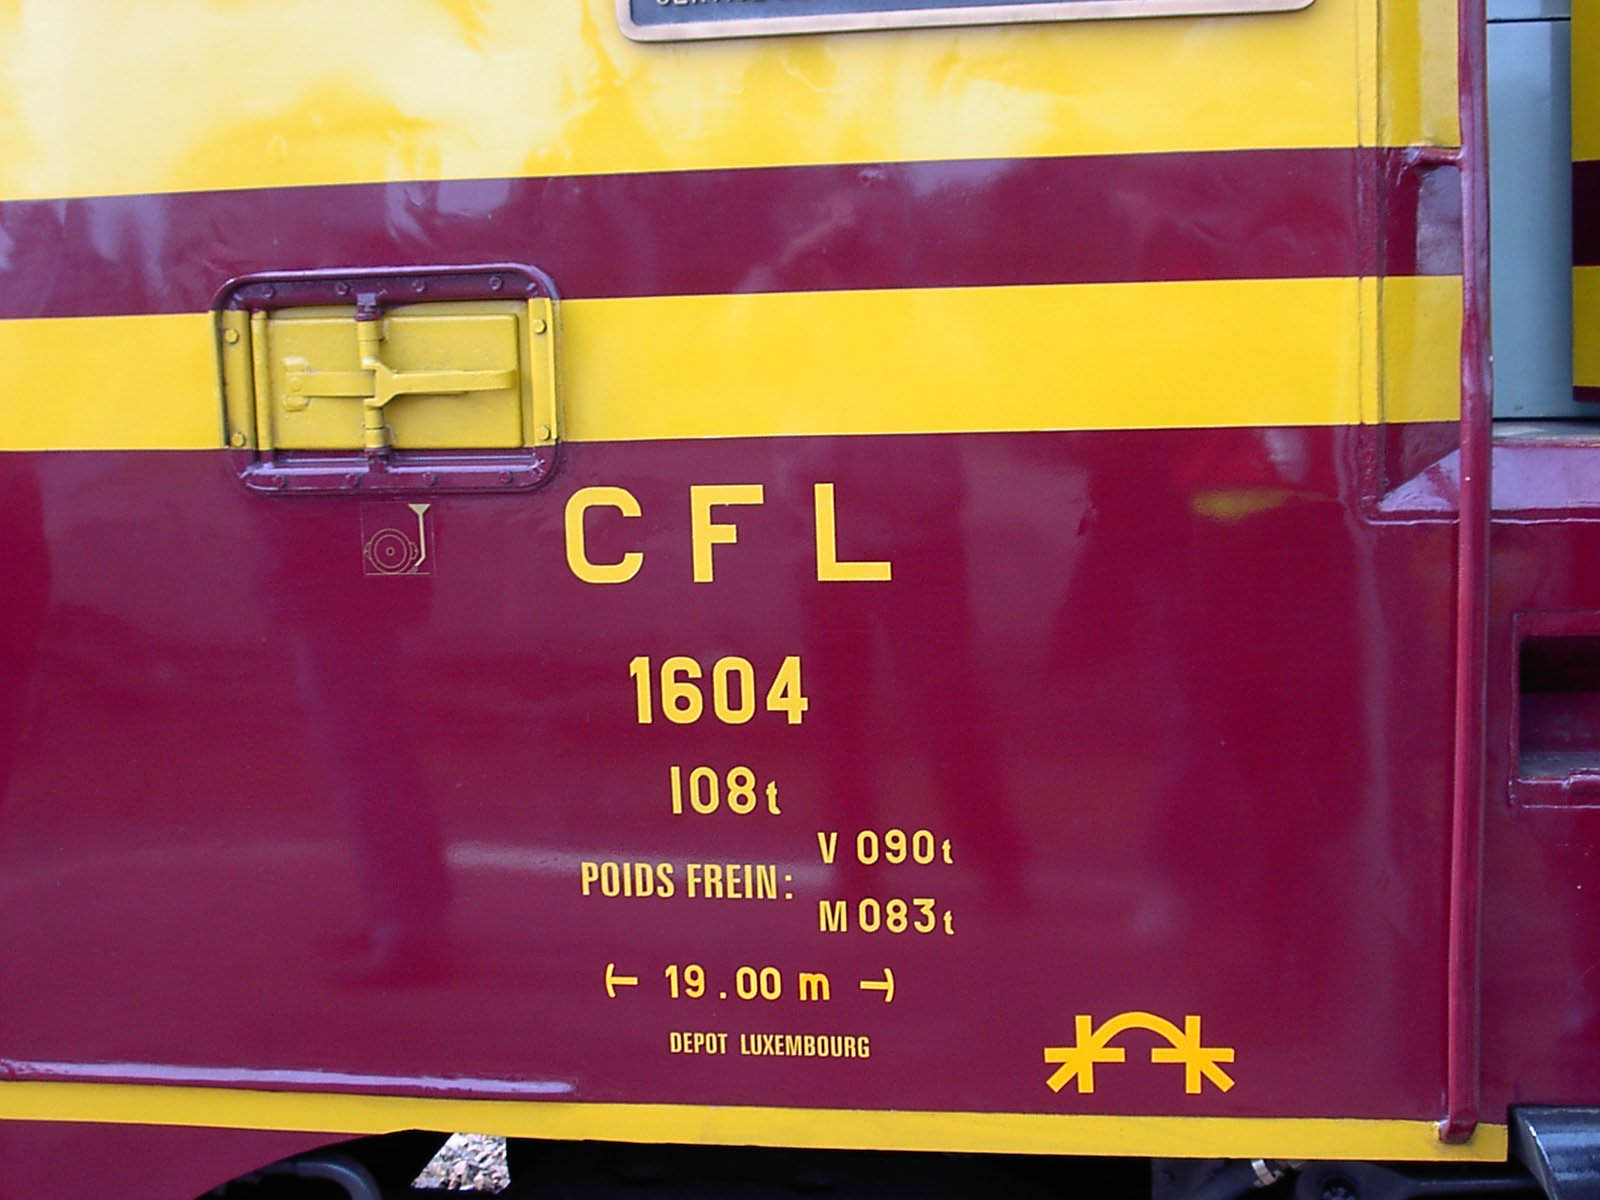 CFL
1604
108t
V 090t
POIDS FREIN:
M 083t
19.00 m
DEPOT LUXEMBOURG